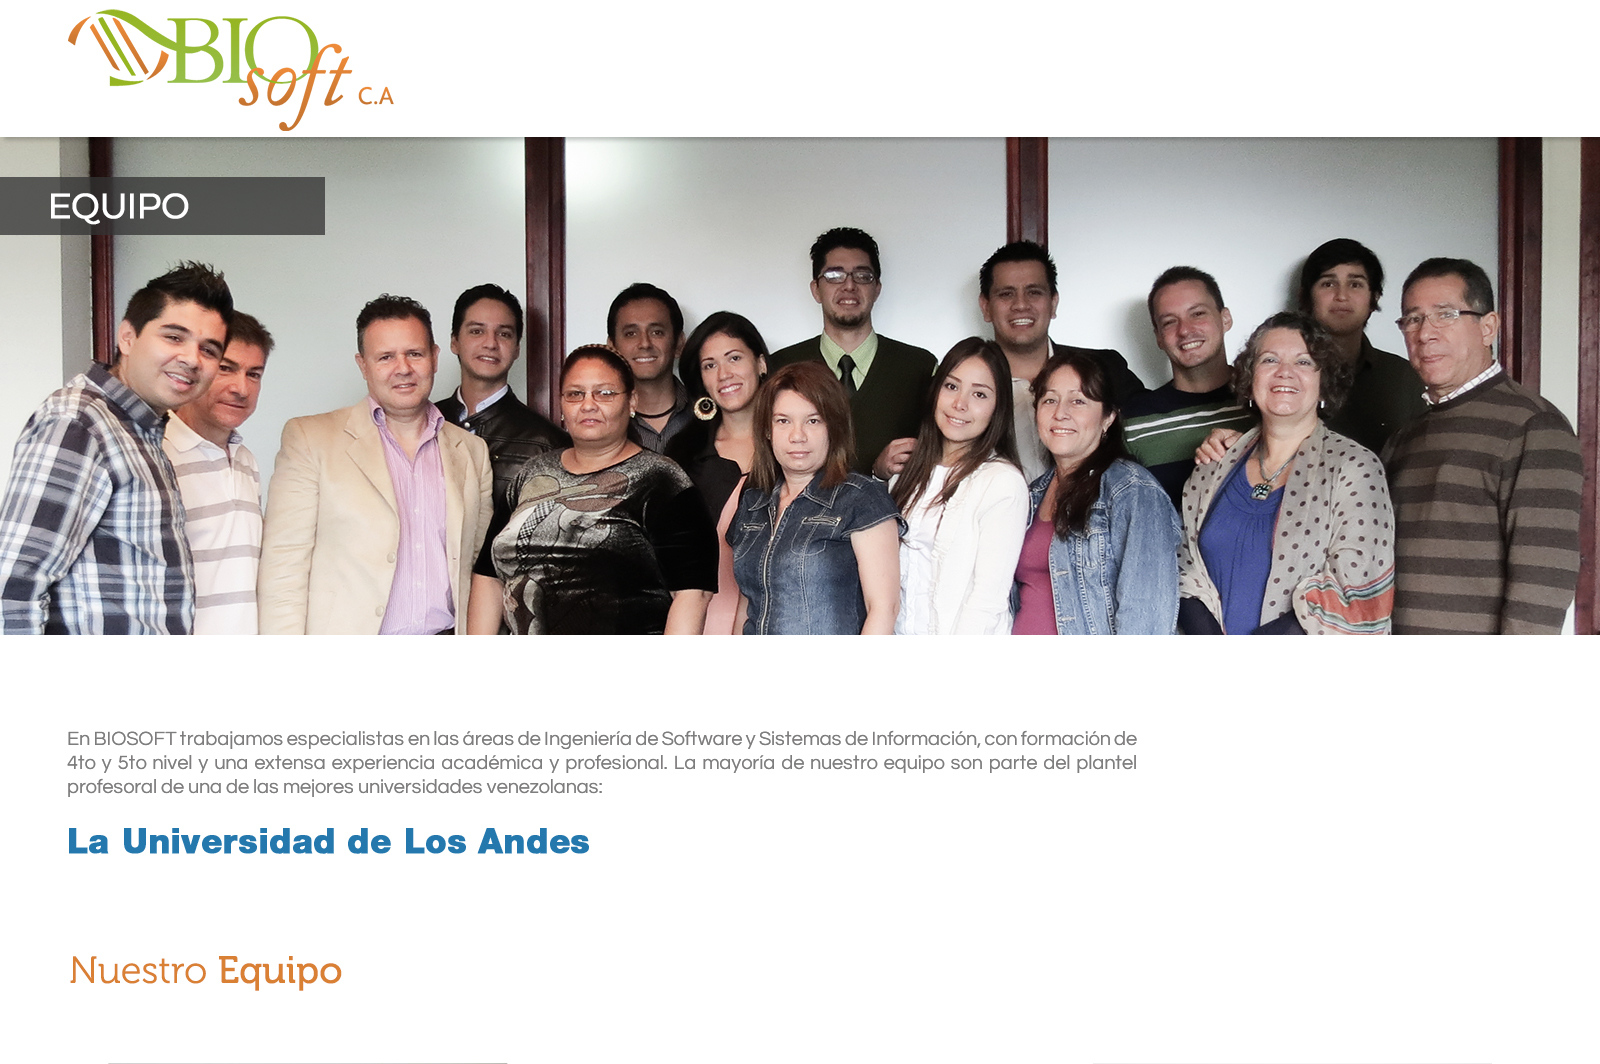 BIO
soft C.A
EQUIPO
En BIOSOFT trabajamos especialistas en las áreas de Ingeniería de Software y Sistemas de Información, con formación de
4to y 5to nivel y una extensa experiencia académica y profesional. La mayoría de nuestro equipo son parte del plantel
profesoral de una de las mejores universidades venezolanas:
La Universidad de Los Andes
Nuestro Equipo